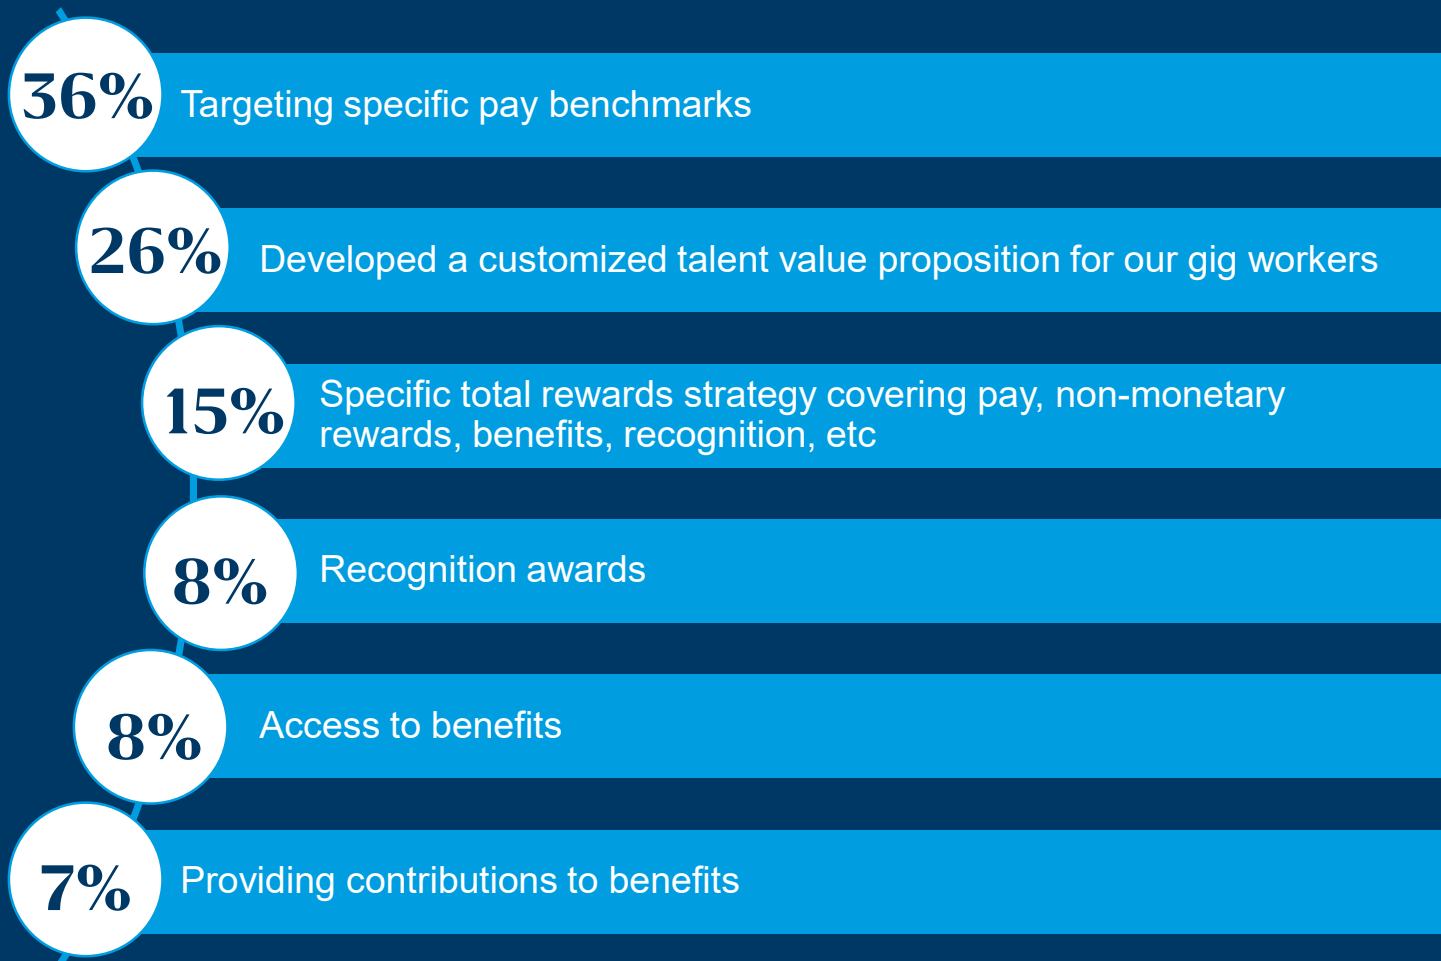 36%
Targeting specific pay benchmarks
26%
Developed a customized talent value proposition for our gig workers
15%
Specific total rewards strategy covering pay, non-monetary
rewards, benefits, recognition, etc
8%
Recognition awards
8%
Access to benefits
7%
Providing contributions to benefits